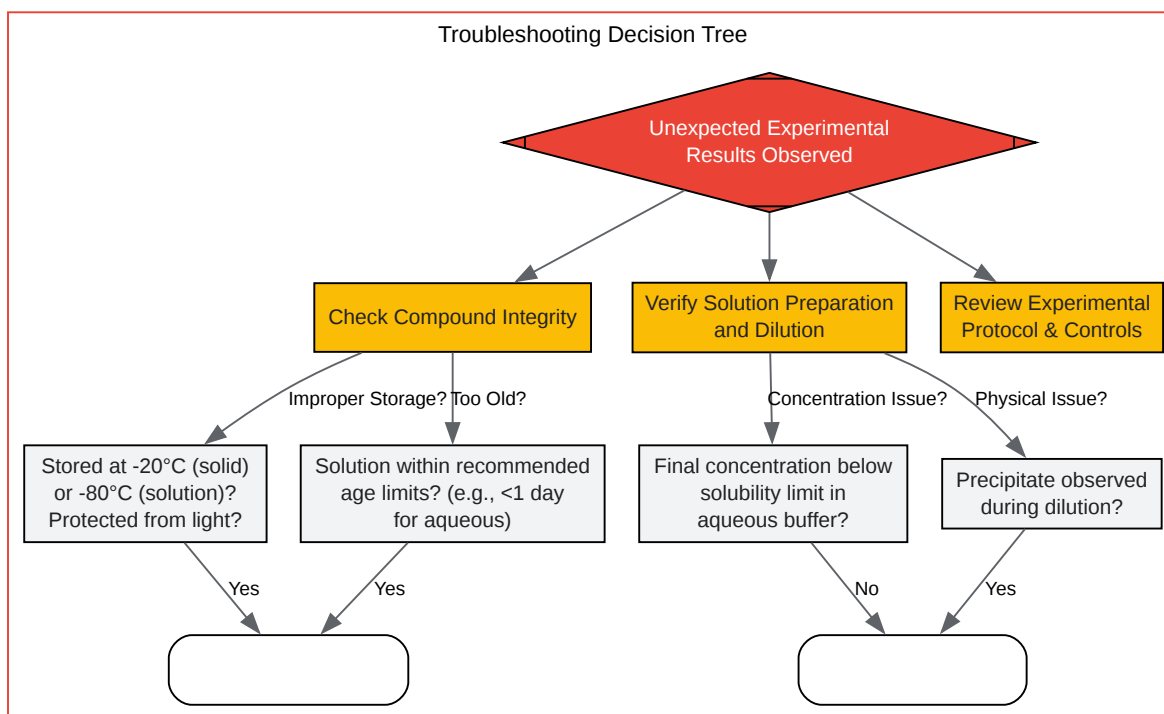 Troubleshooting Decision Tree
Unexpected Experimental
Results Observed
Check Compound Integrity
Verify Solution Preparation
and Dilution
Review Experimental
Protocol & Controls
Improper Storage?
Too Old?
Concentration Issue?
Physical Issue?
Stored at -20°C (solid)
or -80°C (solution)?
Protected from light?
Solution within recommended
age limits? (e.g., <1 day
for aqueous)
Final concentration below
solubility limit in
aqueous buffer?
Precipitate observed
during dilution?
Yes
Yes
No
Yes